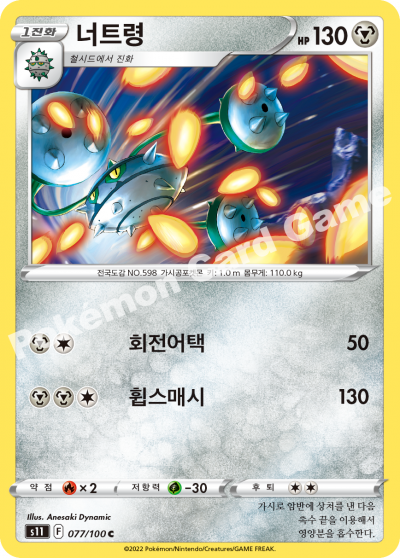 1진화
너트령
HP 130
철시드에서 진화
전국도감 NO.598 가시공포켓몬 키: 1.0 m 몸무게: 110.0 kg
Pokémon Card Game
회전어택 50
휩스매시 130
약점 ×2 저항력 -30 후퇴
Illus. Anesaki Dynamic
s11 F 077/100 C
가시로 암반에 상처를 낸 다음
촉수 끝을 이용해서
영양분을 흡수한다.
©2022 Pokémon/Nintendo/Creatures/GAME FREAK.